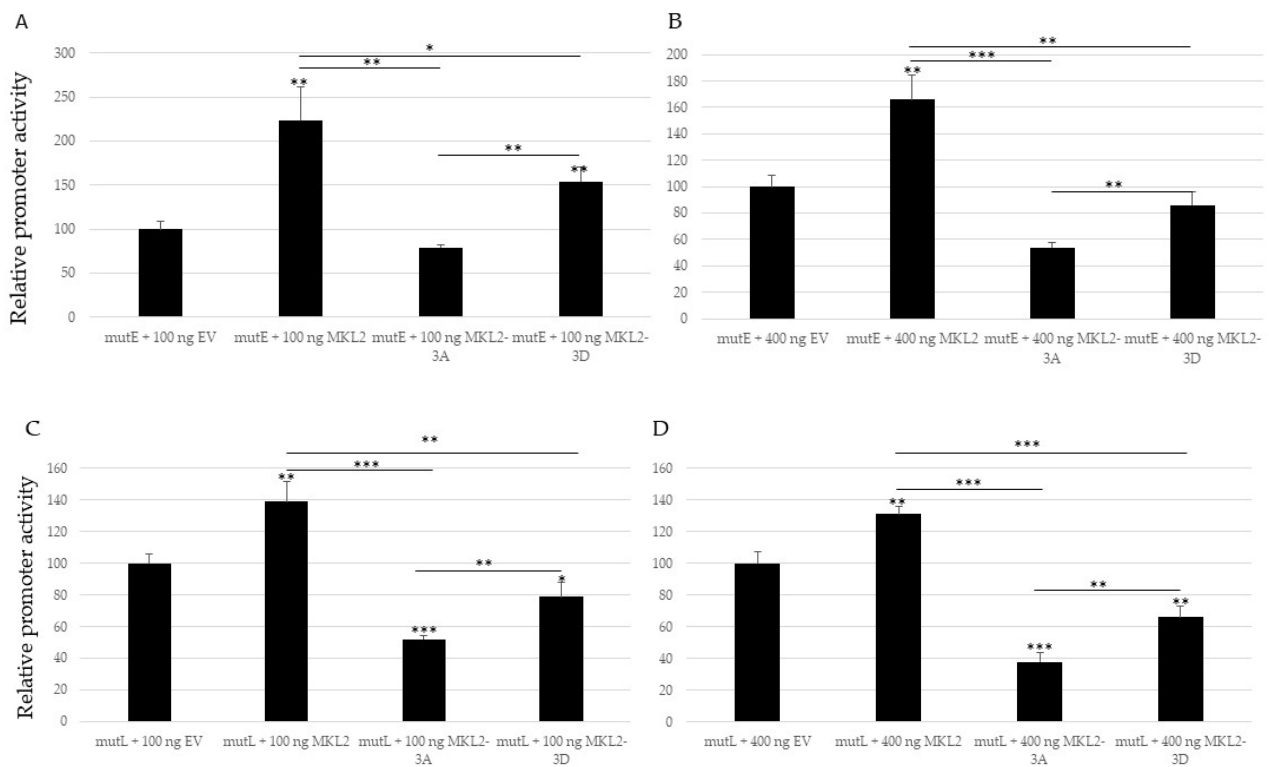 A
Relative promoter activity
300
250
200
150
100
50
0
*
**
**
**
**
mutE + 100 ng EV
mutE + 100 ng MKL2
mutE + 100 ng MKL2-
3A
mutE + 100 ng MKL2-
3D
B
200
180
160
140
120
100
80
60
40
20
0
**
***
**
**
mutE + 400 ng EV
mutE + 400 ng MKL2
mutE + 400 ng MKL2-
3A
mutE + 400 ng MKL2-
3D
C
Relative promoter activity
160
140
120
100
80
60
40
20
0
**
***
**
**
*
***
mutL + 100 ng EV
mutL + 100 ng MKL2
mutL + 100 ng MKL2-
3A
mutL + 100 ng MKL2-
3D
D
160
140
120
100
80
60
40
20
0
***
***
**
**
**
***
mutL + 400 ng EV
mutL + 400 ng MKL2
mutL + 400 ng MKL2-
3A
mutL + 400 ng MKL2-
3D